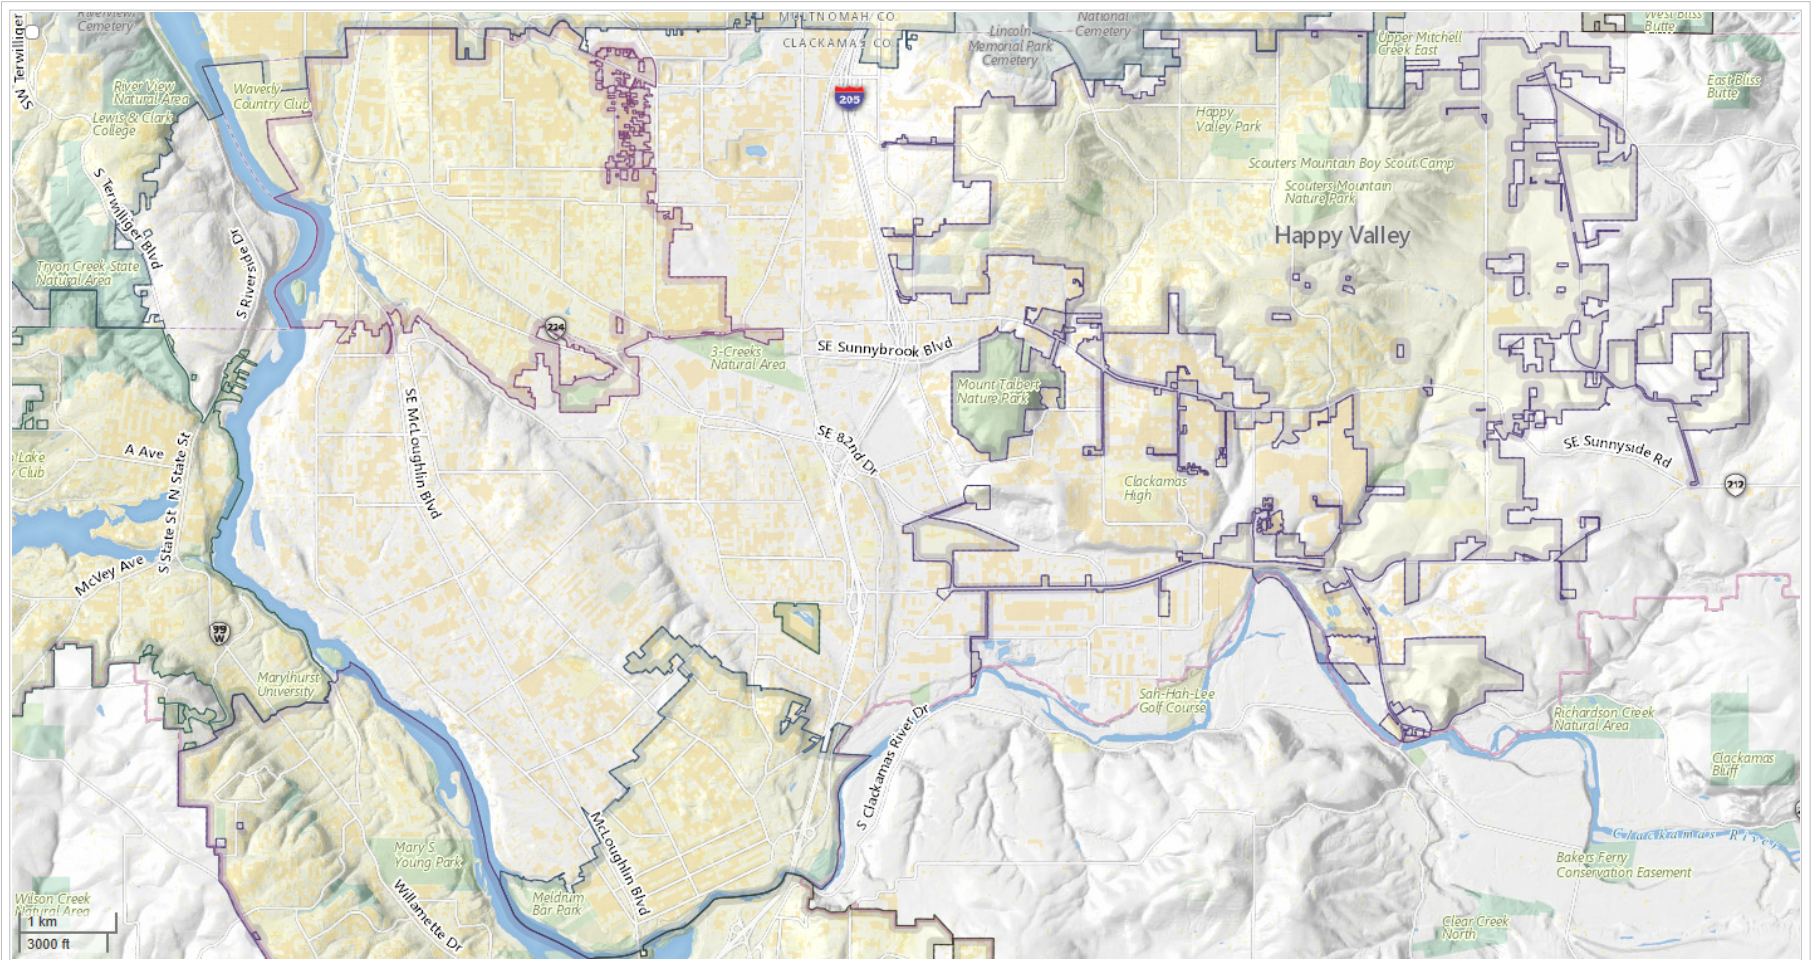 Riverview
Cemetery
MULTNOMAH CO
CLACKAMAS CO
Lincoln
Memorial Park
Cemetery
National
Cemetery
Upper Mitchell
Creek East
West Bliss
Butte
East Bliss
Butte
SW Terwilliger
River View
Natural Area
Lewis & Clark
College
Waverly
Country Club
205
Happy
Valley Park
Scouters Mountain Boy Scout Camp
Scouters Mountain
Nature Park
Happy Valley
S Terwilliger Blvd
S Riverside Dr
Tryon Creek State
Natural Area
224
3-Creeks
Natural Area
SE Sunnybrook Blvd
Mount Talbert
Nature Park
SE McLoughlin Blvd
SE 82nd Dr
A Ave
Lake
Club
N State St
S State St
McVey Ave
Clackamas
High
SE Sunnyside Rd
212
99
W
Marylhurst
University
Sah-Hah-Lee
Golf Course
S Clackamas River Dr
Richardson Creek
Natural Area
Clackamas
Bluff
Clackamas River
Bakers Ferry
Conservation Easement
Mary S
Young Park
McLoughlin Blvd
Meldrum
Bar Park
Willamette Dr
Wilson Creek
Natural Area
Clear Creek
North
1 km
3000 ft